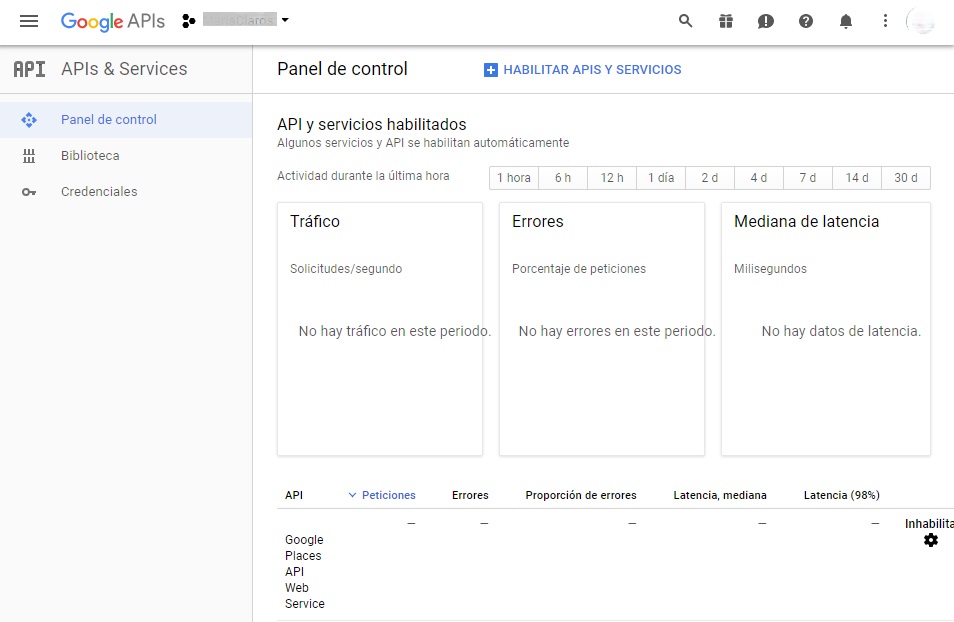 Google APIs
API APIs & Services
Panel de control
HABILITAR APIS Y SERVICIOS
Panel de control
Biblioteca
Credenciales
API y servicios habilitados
Algunos servicios y API se habilitan automáticamente
Actividad durante la última hora
1 hora 6 h 12 h 1 día 2 d 4 d 7 d 14 d 30 d
Tráfico
Solicitudes/segundo
No hay tráfico en este periodo.
Errores
Porcentaje de peticiones
No hay errores en este periodo.
Mediana de latencia
Milisegundos
No hay datos de latencia.
API Peticiones Errores Proporción de errores Latencia, mediana Latencia (98%)
– – – – – Inhabilita
Google
Places
API
Web
Service